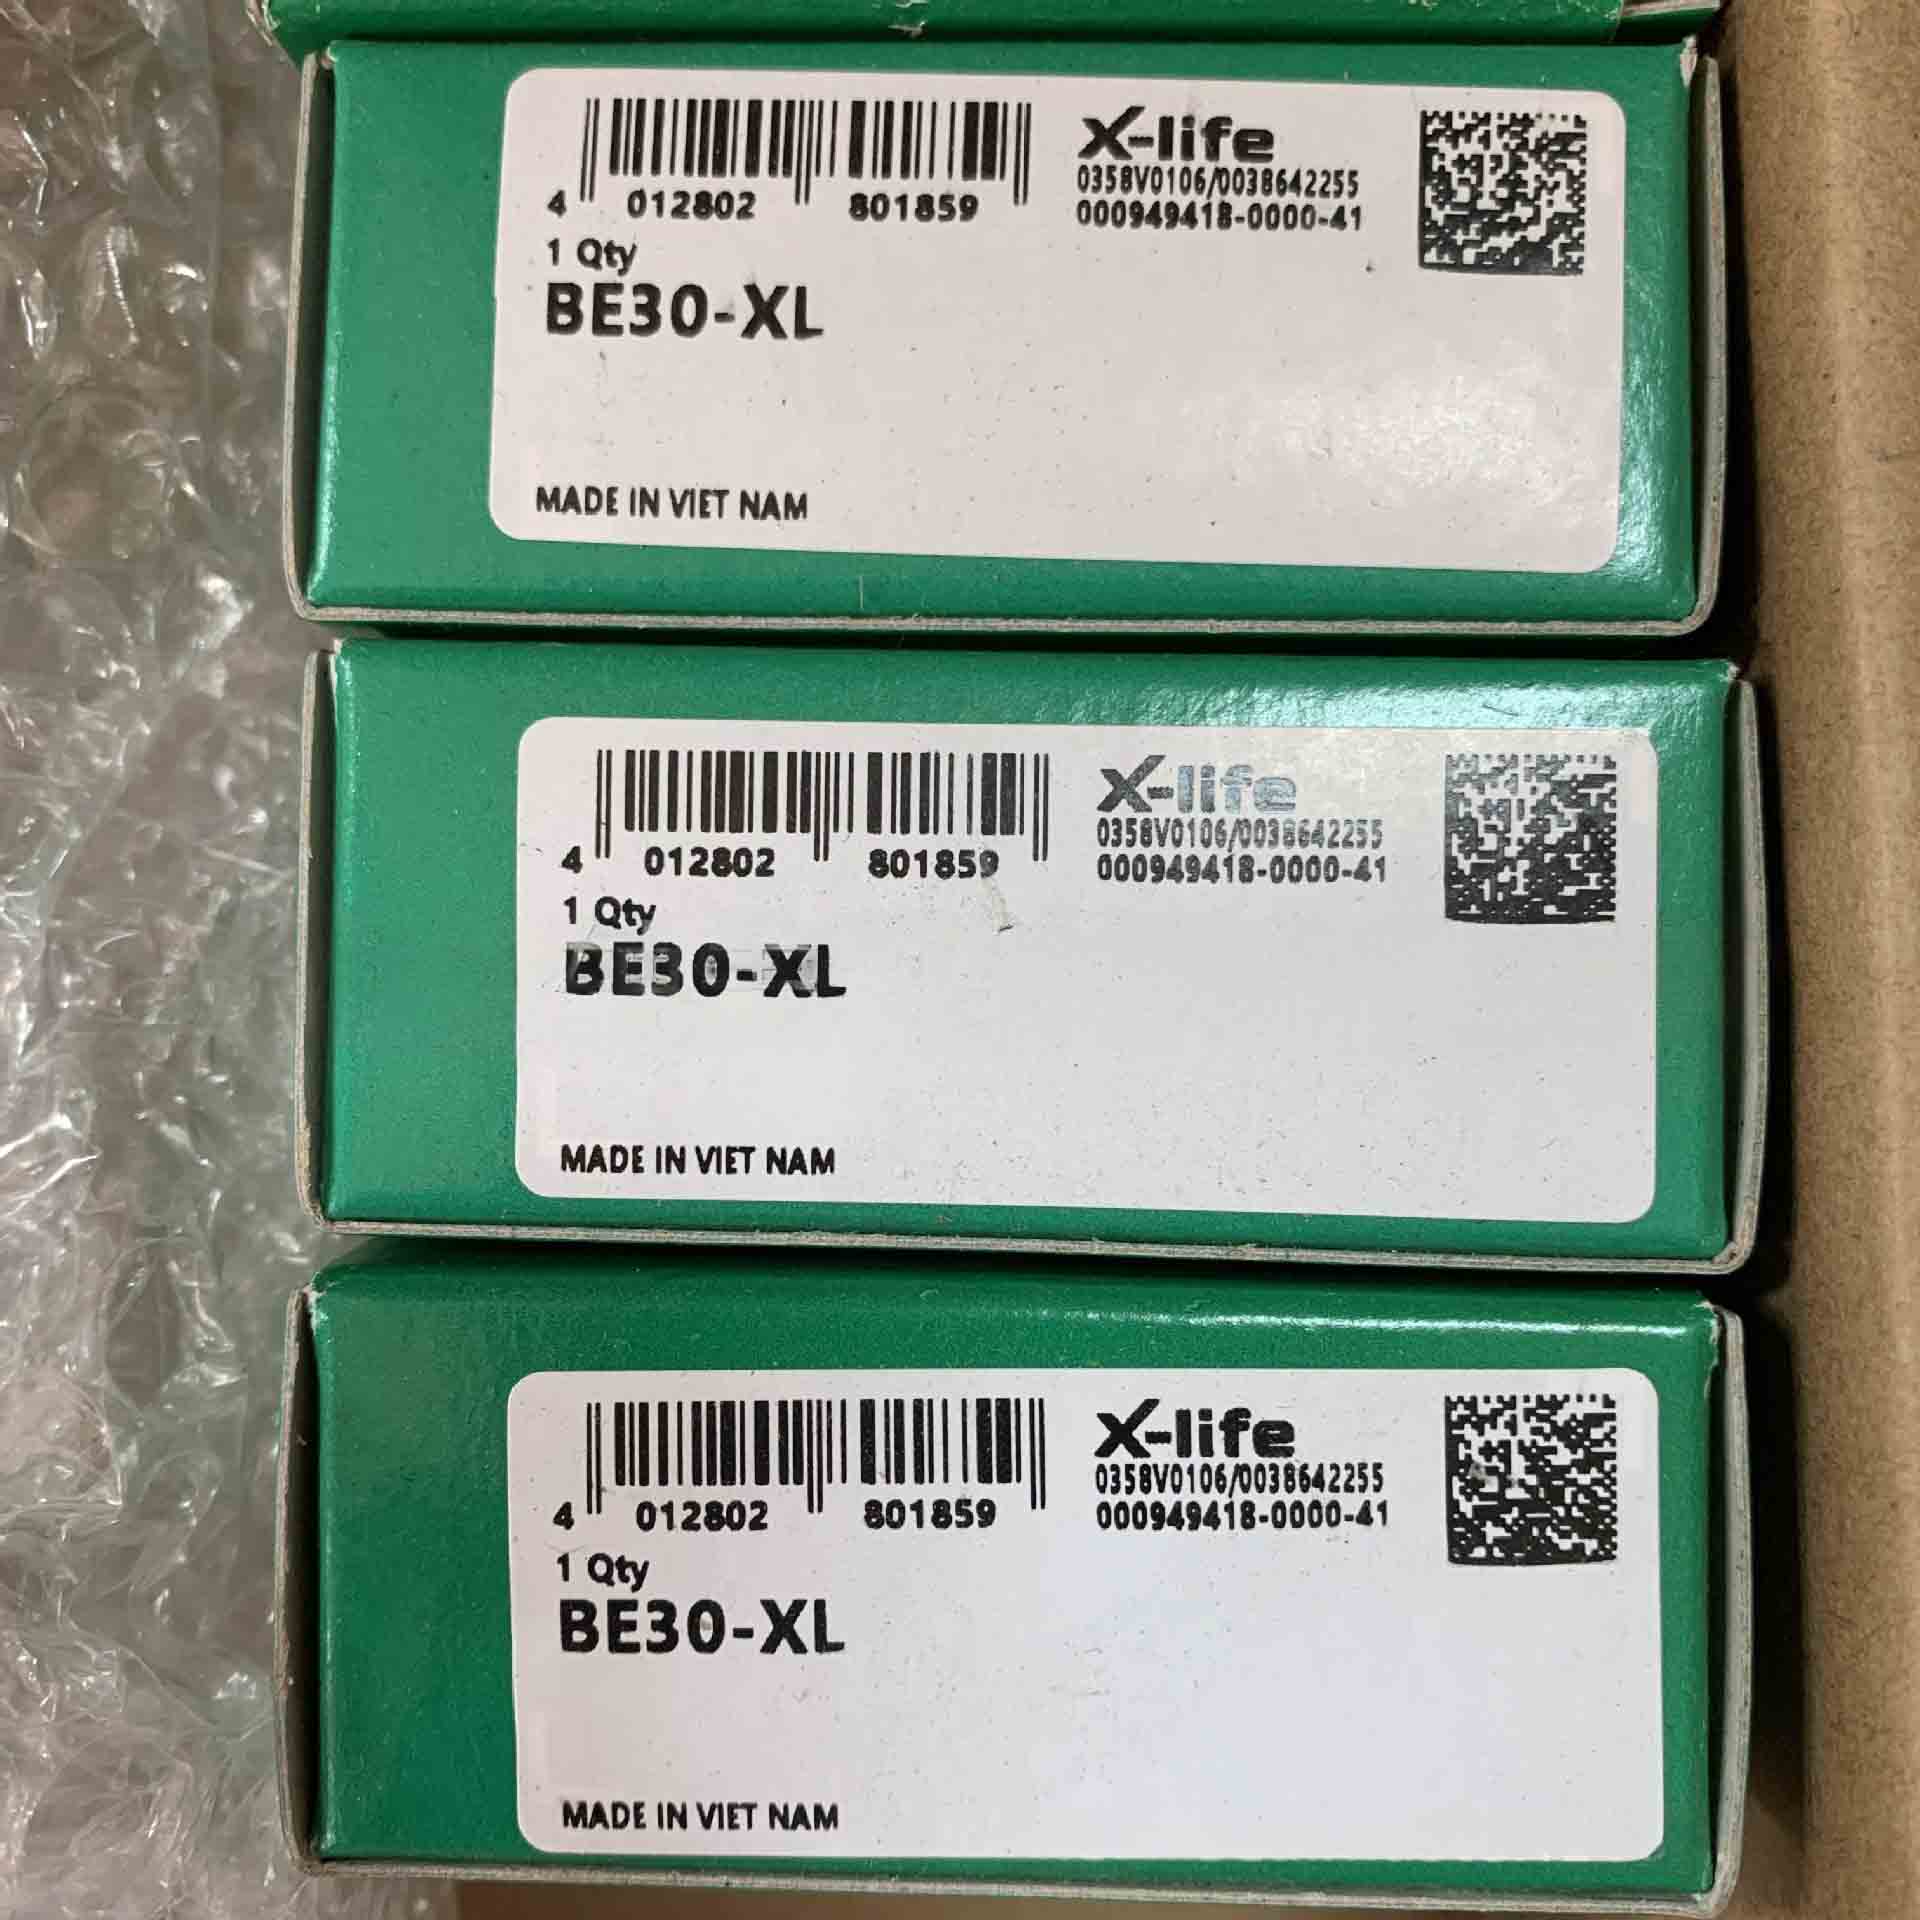 X-life
0358V0106/0038642255
4 012802 801859
000949418-0000-41
1 Qty
BE30-XL
MADE IN VIET NAM
X-life
0358V0106/0038642255
4 012802 801859
000949418-0000-41
1 Qty
BE30-XL
MADE IN VIET NAM
X-life
0358V0106/0038642255
4 012802 801859
000949418-0000-41
1 Qty
BE30-XL
MADE IN VIET NAM